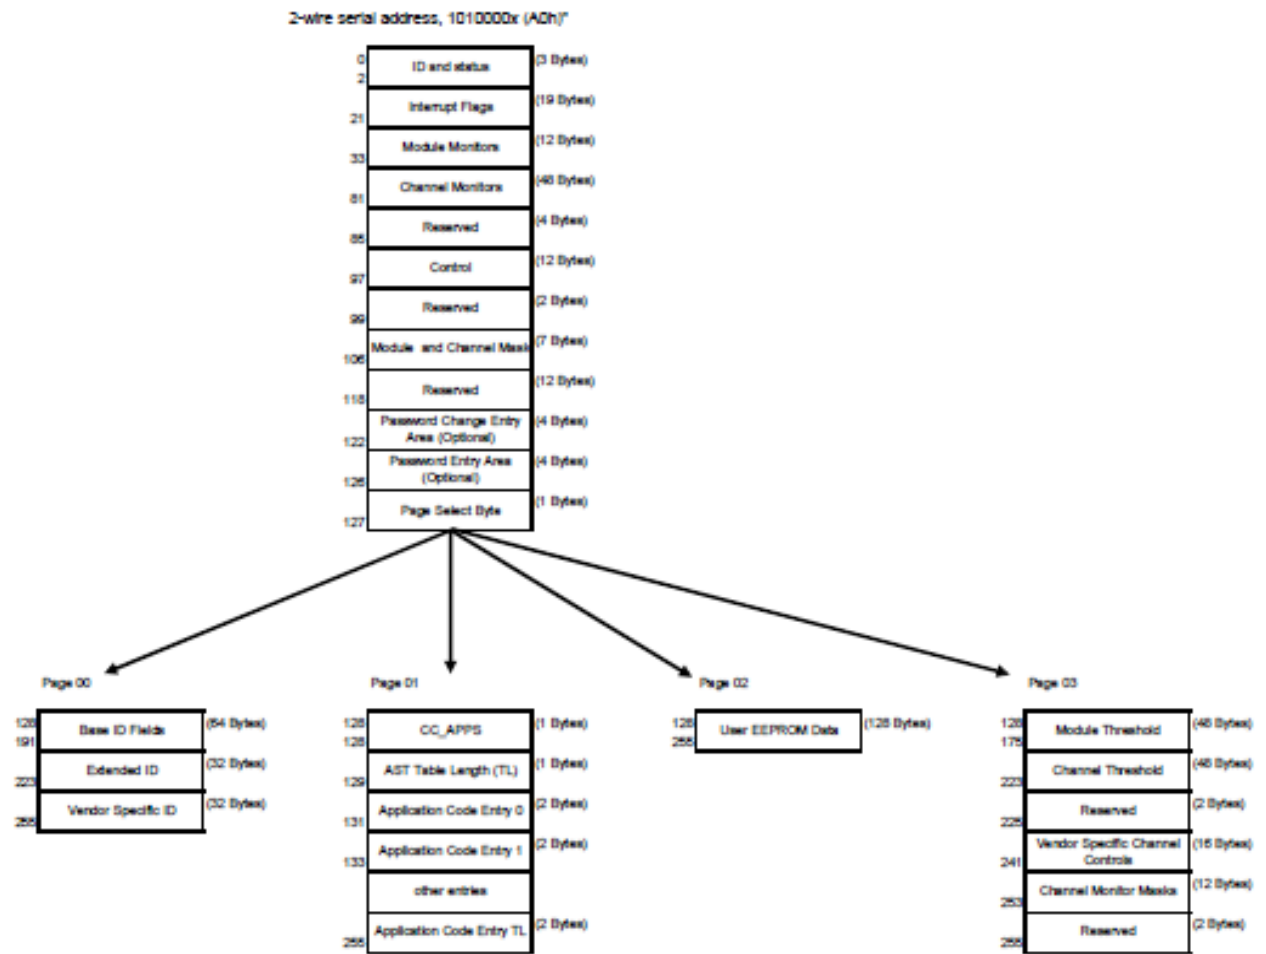 2-wire serial address, 1010000x (A0h)"
0
2
ID and status
(3 Bytes)
21
Interrupt Flags
(19 Bytes)
33
Module Monitors
(12 Bytes)
81
Channel Monitors
(48 Bytes)
85
Reserved
(4 Bytes)
97
Control
(12 Bytes)
99
Reserved
(2 Bytes)
106
Module and Channel Mask
(7 Bytes)
118
Reserved
(12 Bytes)
122
Password Change Entry
Area (Optional)
(4 Bytes)
126
Password Entry Area
(Optional)
(4 Bytes)
127
Page Select Byte
(1 Bytes)
Page 00
128
191
Base ID Fields
(64 Bytes)
223
Extended ID
(32 Bytes)
255
Vendor Specific ID
(32 Bytes)
Page 01
128
128
CC_APPS
(1 Bytes)
129
AST Table Length (TL)
(1 Bytes)
131
Application Code Entry 0
(2 Bytes)
133
Application Code Entry 1
(2 Bytes)
other entries
255
Application Code Entry TL
(2 Bytes)
Page 02
128
255
User EEPROM Data
(128 Bytes)
Page 03
128
175
Module Threshold
(48 Bytes)
223
Channel Threshold
(48 Bytes)
225
Reserved
(2 Bytes)
241
Vendor Specific Channel
Controls
(16 Bytes)
253
Channel Monitor Masks
(12 Bytes)
255
Reserved
(2 Bytes)